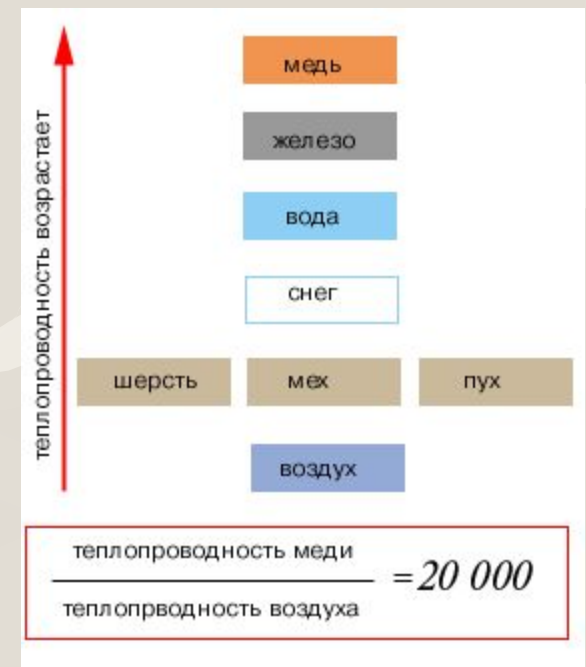 теплопроводность возрастает
медь
железо
вода
снег
шерсть мех пух
воздух
теплопроводность меди
теплопрводность воздуха
= 20 000